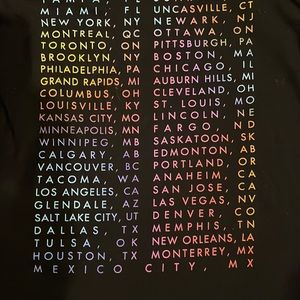 TAMPA, FL
MIAMI, FL UNCASVILLE, CT
NEW YORK, NY NEWARK, NJ
MONTREAL, QC OTTAWA, ON
TORONTO, ON PITTSBURGH, PA
BROOKLYN, NY BOSTON, MA
PHILADELPHIA, PA CHICAGO, IL
GRAND RAPIDS, MI AUBURN HILLS, MI
COLUMBUS, OH CLEVELAND, OH
LOUISVILLE, KY ST. LOUIS, MO
KANSAS CITY, MO LINCOLN, NE
MINNEAPOLIS, MN FARGO, ND
WINNIPEG, MB SASKATOON, SK
CALGARY, AB EDMONTON, AB
VANCOUVER, BC PORTLAND, OR
TACOMA, WA ANAHEIM, CA
LOS ANGELES, CA SAN JOSE, CA
GLENDALE, AZ LAS VEGAS, NV
SALT LAKE CITY, UT DENVER, CO
DALLAS, TX MEMPHIS, TN
TULSA, OK NEW ORLEANS, LA
HOUSTON, TX MONTERREY, MX
MEXICO CITY, MX